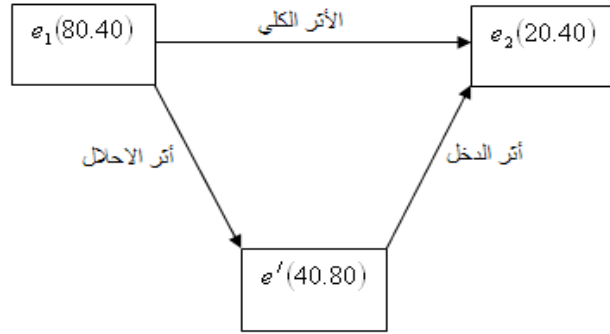 e₁(80.40)
الأثر الكلي
e₂(20.40)
أثر الاحلال
أثر الدخل
e′(40.80)